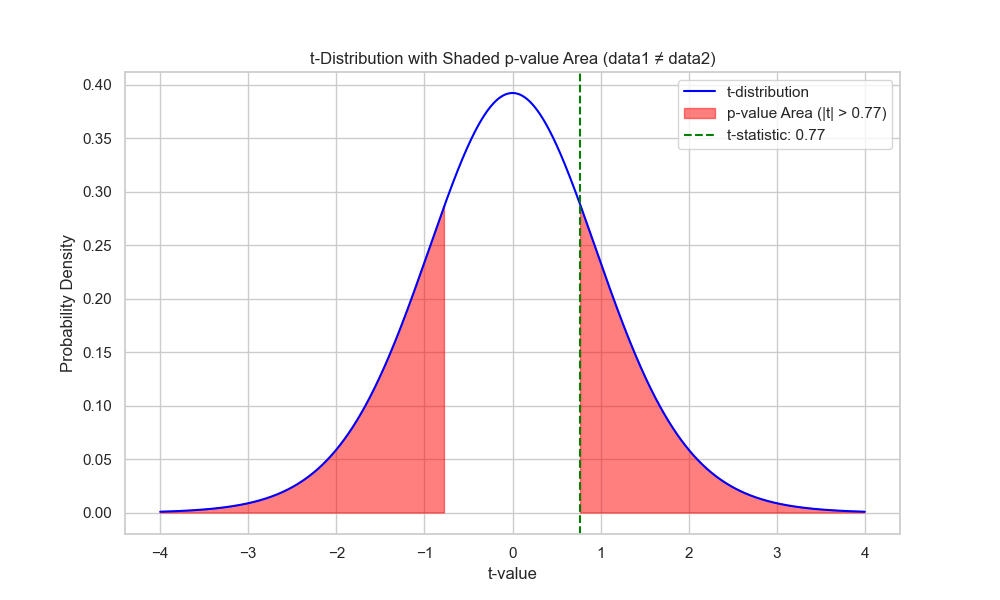 t-Distribution with Shaded p-value Area (data1 ≠ data2)
t-distribution
p-value Area (|t| > 0.77)
t-statistic: 0.77
Probability Density
0.40
0.35
0.30
0.25
0.20
0.15
0.10
0.05
0.00
−4 −3 −2 −1 0 1 2 3 4
t-value